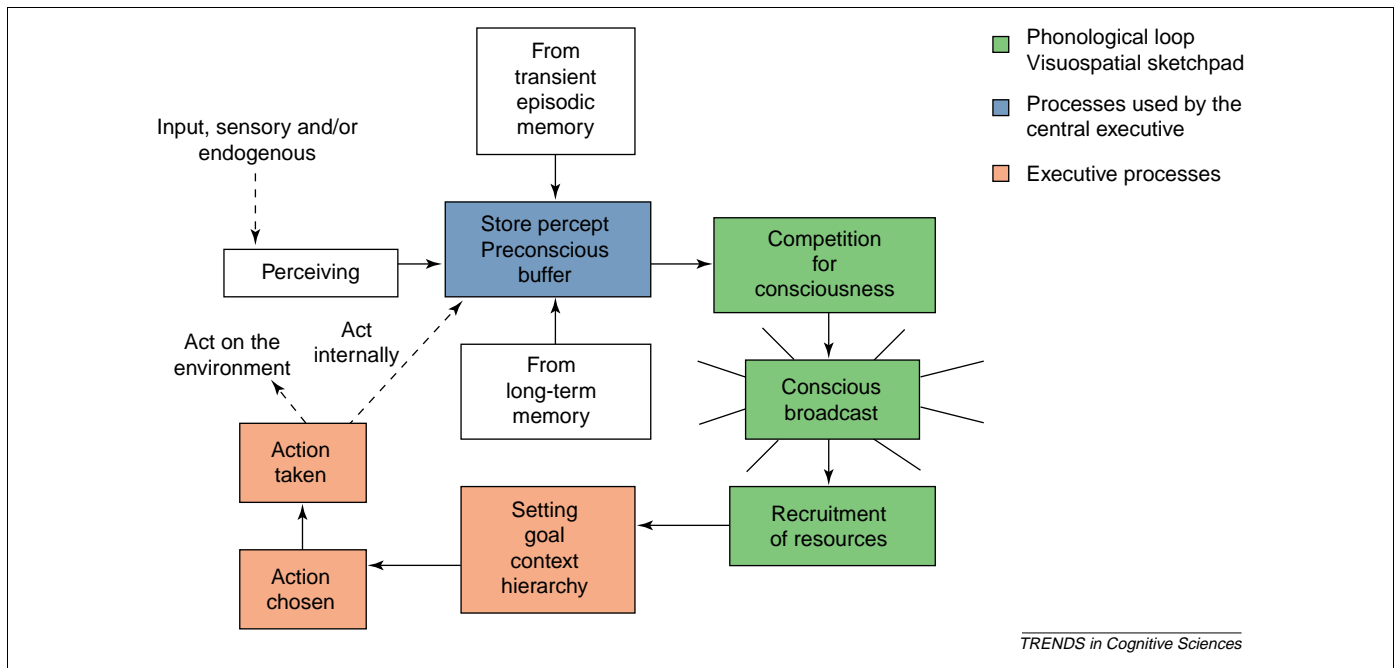 From
transient
episodic
memory
Phonological loop
Visuospatial sketchpad
Processes used by the
central executive
Executive processes
Input, sensory and/or
endogenous
Perceiving
Store percept
Preconscious
buffer
Competition
for
consciousness
Act on the
environment
Act
internally
From
long-term
memory
Conscious
broadcast
Action
taken
Setting
goal
context
hierarchy
Recruitment
of resources
Action
chosen
TRENDS in Cognitive Sciences